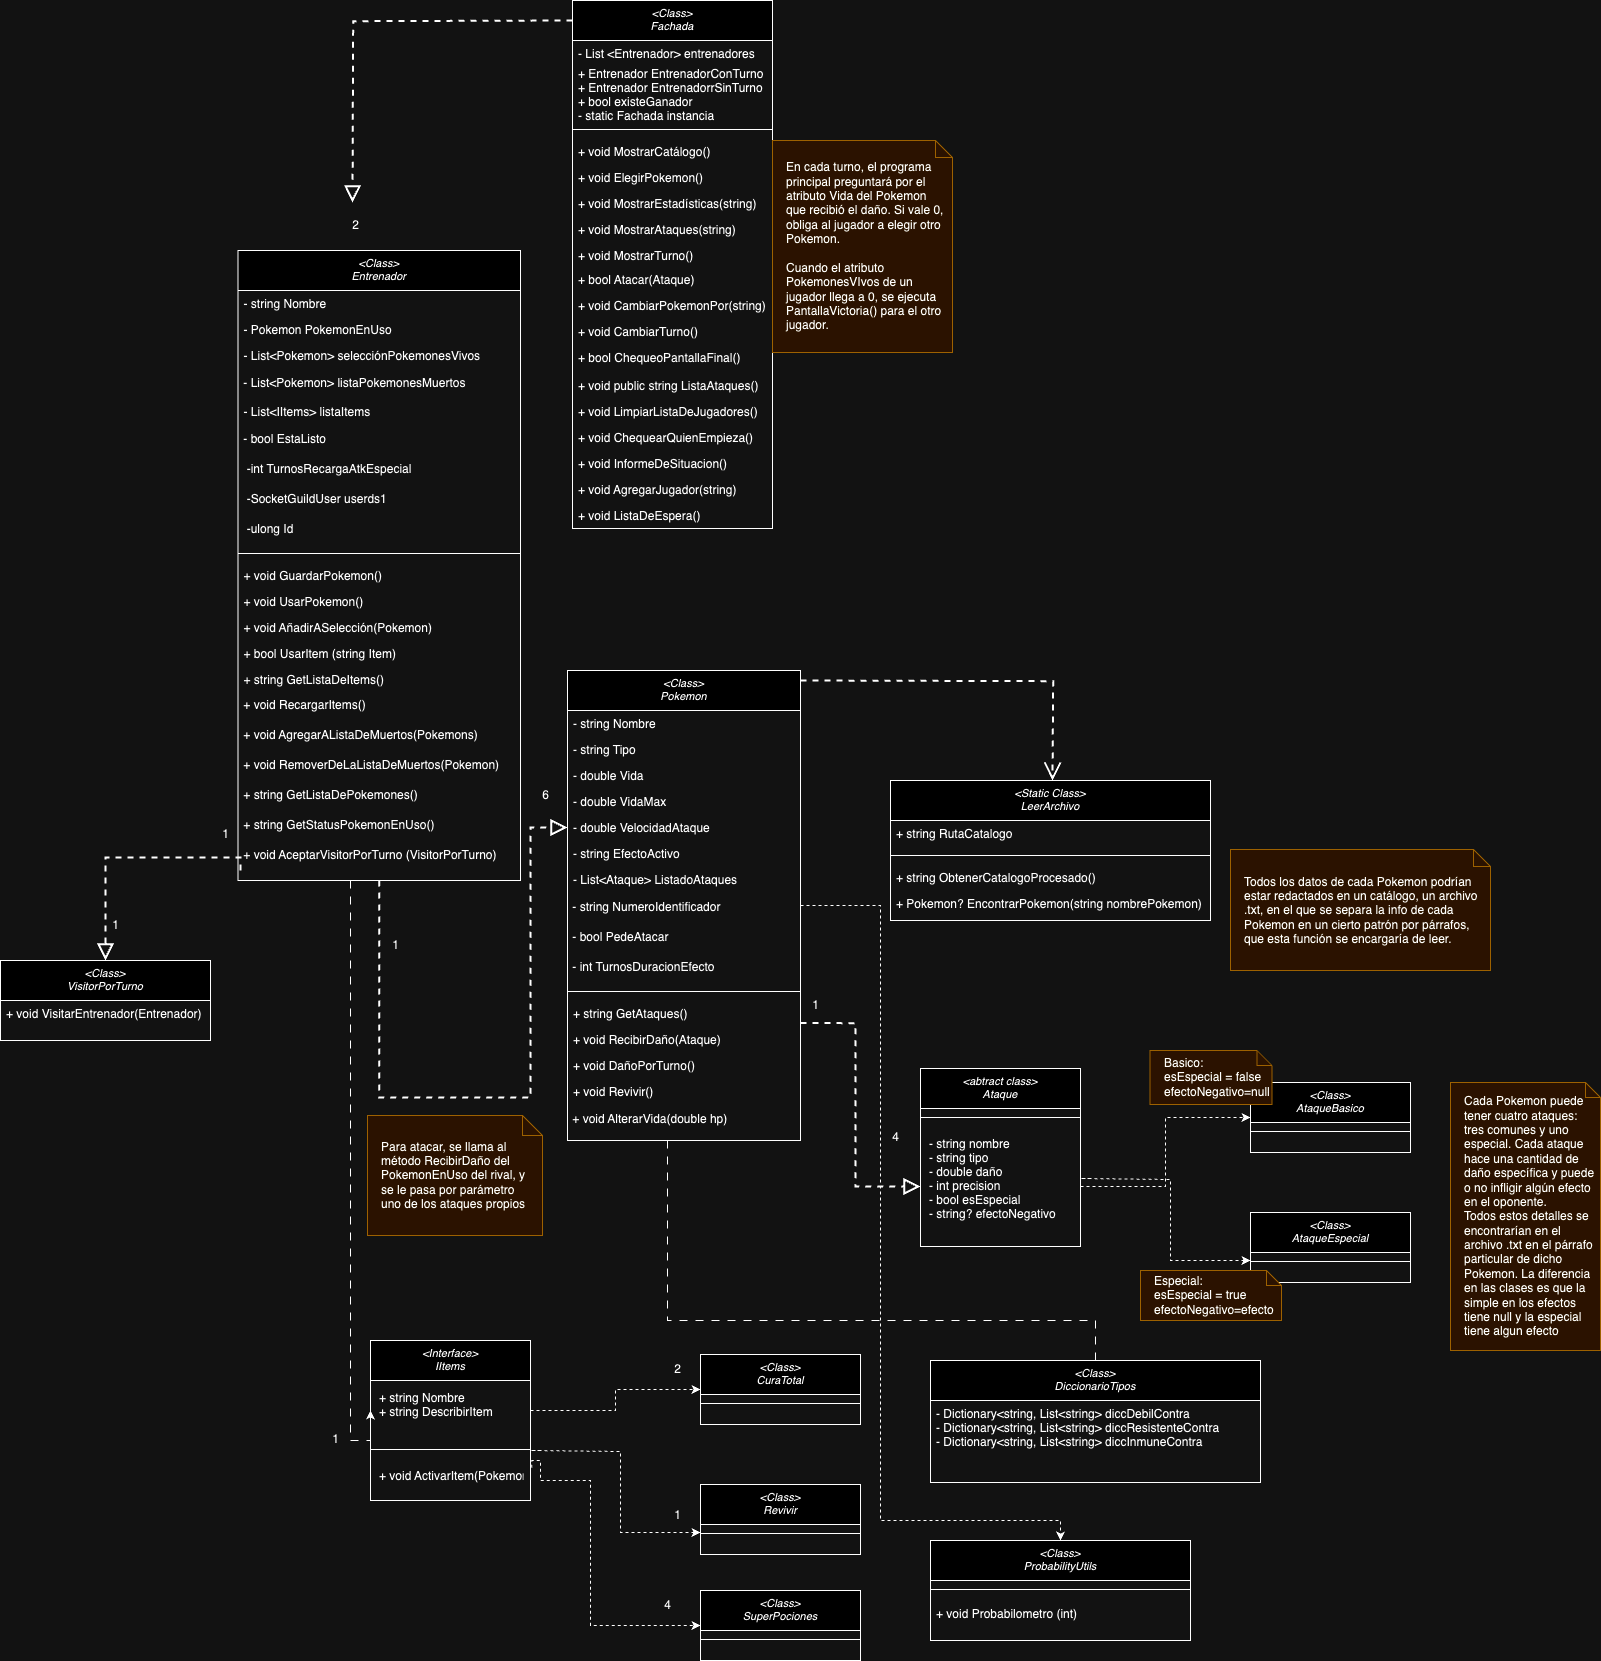 <Class>
Fachada
- List <Entrenador> entrenadores
+ Entrenador EntrenadorConTurno
+ Entrenador EntrenadorrSinTurno
+ bool existeGanador
- static Fachada instancia
+ void MostrarCatálogo()
+ void ElegirPokemon()
+ void MostrarEstadísticas(string)
+ void MostrarAtaques(string)
+ void MostrarTurno()
+ bool Atacar(Ataque)
+ void CambiarPokemonPor(string)
+ void CambiarTurno()
+ bool ChequeoPantallaFinal()
+ void public string ListaAtaques()
+ void LimpiarListaDeJugadores()
+ void ChequearQuienEmpieza()
+ void InformeDeSituacion()
+ void AgregarJugador(string)
+ void ListaDeEspera()
En cada turno, el programa
principal preguntará por el
atributo Vida del Pokemon
que recibió el daño. Si vale 0,
obliga al jugador a elegir otro
Pokemon.
Cuando el atributo
PokemonesVIvos de un
jugador llega a 0, se ejecuta
PantallaVictoria() para el otro
jugador.
2
<Class>
Entrenador
- string Nombre
- Pokemon PokemonEnUso
- List<Pokemon> selecciónPokemonesVivos
- List<Pokemon> listaPokemonesMuertos
- List<IItems> listaItems
- bool EstaListo
-int TurnosRecargaAtkEspecial
-SocketGuildUser userds1
-ulong Id
+ void GuardarPokemon()
+ void UsarPokemon()
+ void AñadirASelección(Pokemon)
+ bool UsarItem (string Item)
+ string GetListaDeItems()
+ void RecargarItems()
+ void AgregarAListaDeMuertos(Pokemons)
+ void RemoverDeLaListaDeMuertos(Pokemon)
+ string GetListaDePokemones()
+ string GetStatusPokemonEnUso()
+ void AceptarVisitorPorTurno (VisitorPorTurno)
1
1
<Class>
VisitorPorTurno
+ void VisitarEntrenador(Entrenador)
1
6
<Class>
Pokemon
- string Nombre
- string Tipo
- double Vida
- double VidaMax
- double VelocidadAtaque
- string EfectoActivo
- List<Ataque> ListadoAtaques
- string NumeroIdentificador
- bool PedeAtacar
- int TurnosDuracionEfecto
+ string GetAtaques()
+ void RecibirDaño(Ataque)
+ void DañoPorTurno()
+ void Revivir()
+ void AlterarVida(double hp)
<Static Class>
LeerArchivo
+ string RutaCatalogo
+ string ObtenerCatalogoProcesado()
+ Pokemon? EncontrarPokemon(string nombrePokemon)
Todos los datos de cada Pokemon podrían
estar redactados en un catálogo, un archivo
.txt, en el que se separa la info de cada
Pokemon en un cierto patrón por párrafos,
que esta función se encargaría de leer.
1
4
<abtract class>
Ataque
- string nombre
- string tipo
- double daño
- int precision
- bool esEspecial
- string? efectoNegativo
Basico:
esEspecial = false
efectoNegativo=null
<Class>
AtaqueBasico
<Class>
AtaqueEspecial
Especial:
esEspecial = true
efectoNegativo=efecto
Cada Pokemon puede
tener cuatro ataques:
tres comunes y uno
especial. Cada ataque
hace una cantidad de
daño específica y puede
o no infligir algún efecto
en el oponente.
Todos estos detalles se
encontrarían en el
archivo .txt en el párrafo
particular de dicho
Pokemon. La diferencia
en las clases es que la
simple en los efectos
tiene null y la especial
tiene algun efecto
Para atacar, se llama al
método RecibirDaño del
PokemonEnUso del rival, y
se le pasa por parámetro
uno de los ataques propios
1
<Interface>
IItems
+ string Nombre
+ string DescribirItem
+ void ActivarItem(Pokemon
2
<Class>
CuraTotal
1
<Class>
Revivir
4
<Class>
SuperPociones
<Class>
DiccionarioTipos
- Dictionary<string, List<string> diccDebilContra
- Dictionary<string, List<string> diccResistenteContra
- Dictionary<string, List<string> diccInmuneContra
<Class>
ProbabilityUtils
+ void Probabilometro (int)